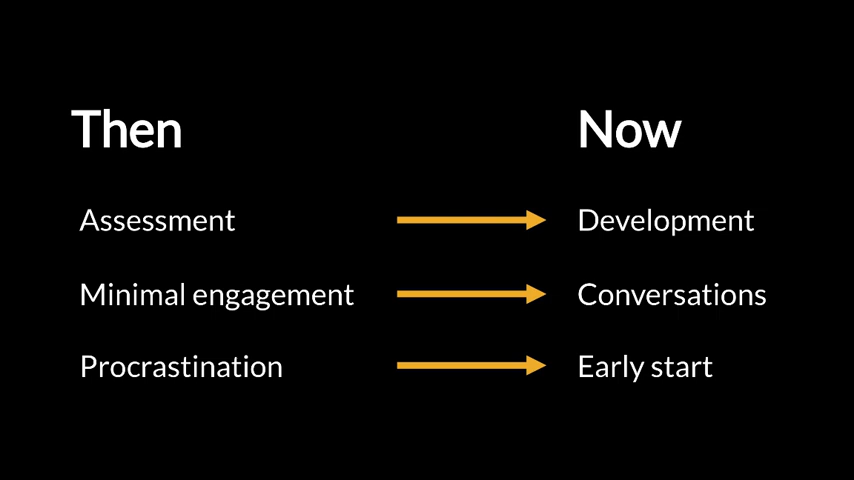 Then Now
Assessment Development
Minimal engagement Conversations
Procrastination Early start